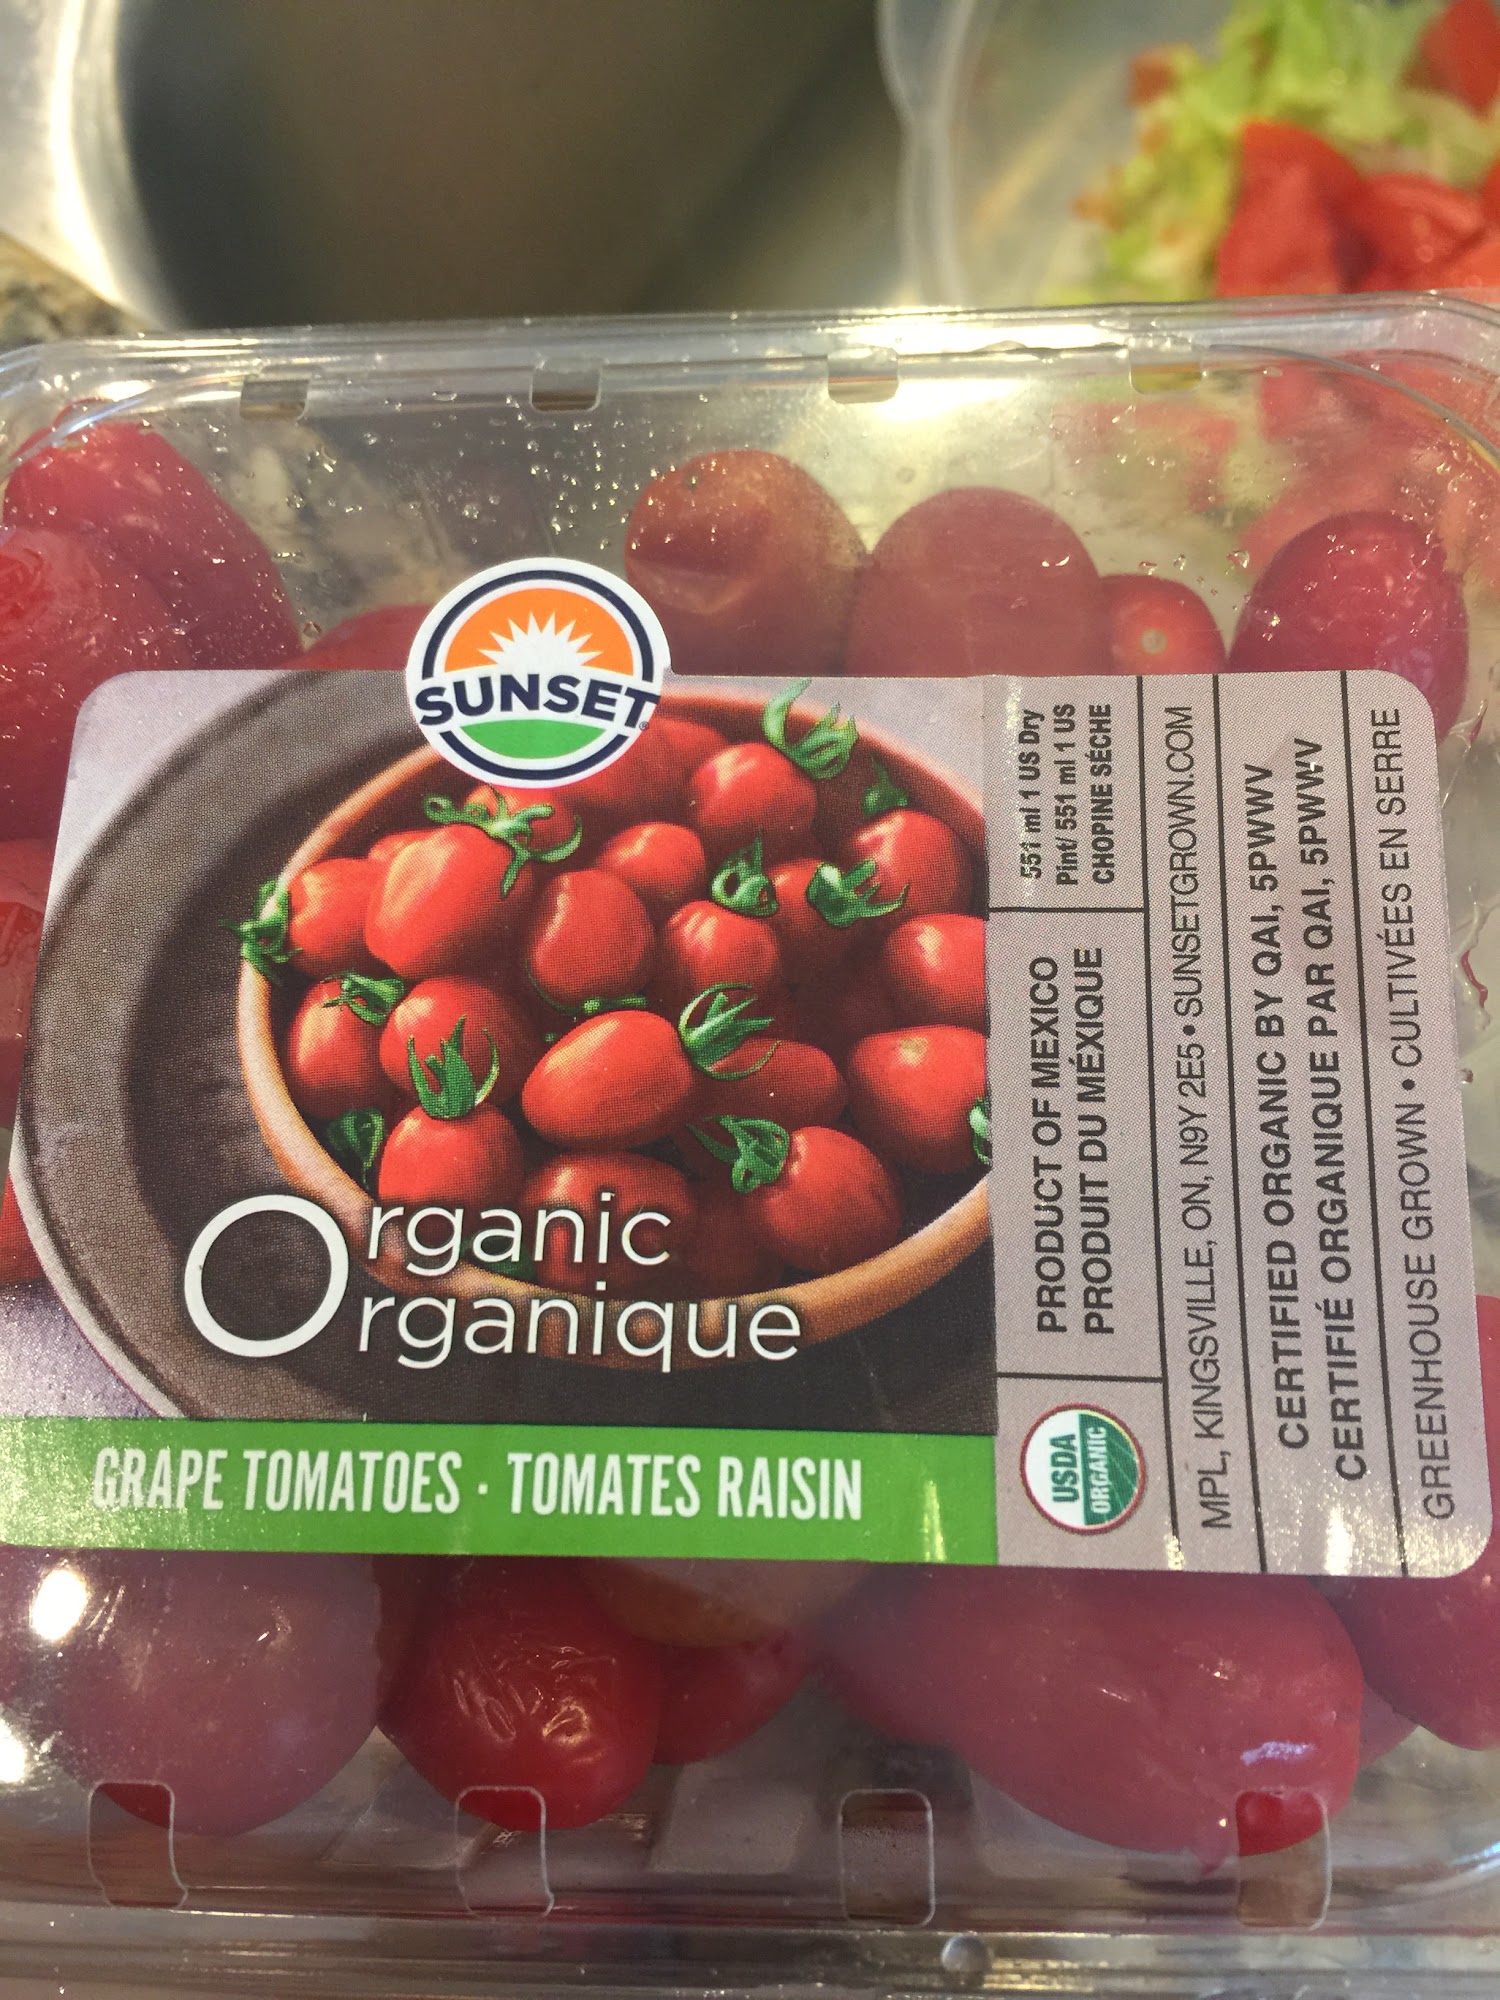 SUNSET
Organic
Organique
GRAPE TOMATOES · TOMATES RAISIN
551 ml 1 US Dry
Pint/ 551 ml 1 US
CHOPINE SÉCHE
PRODUCT OF MEXICO
PRODUIT DU MÉXIQUE
USDA
ORGANIC
MPL, KINGSVILLE, ON, N9Y 2E5 • SUNSETGROWN.COM
CERTIFIED ORGANIC BY QAI, 5PWWV
CERTIFIÉ ORGANIQUE PAR QAI, 5PWWV
GREENHOUSE GROWN • CULTIVÉES EN SERRE